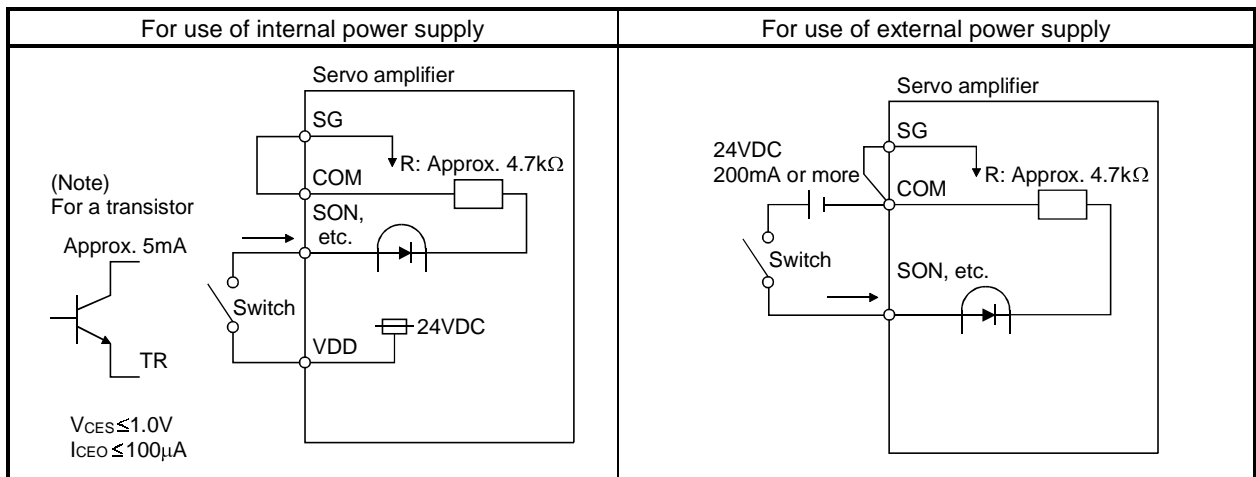 For use of internal power supply
For use of external power supply
Servo amplifier
SG
R: Approx. 4.7kΩ
COM
(Note)
For a transistor
SON,
etc.
Approx. 5mA
Switch
24VDC
VDD
TR
VCES≤1.0V
ICEO≤100μA
Servo amplifier
SG
24VDC
200mA or more
R: Approx. 4.7kΩ
COM
Switch
SON, etc.